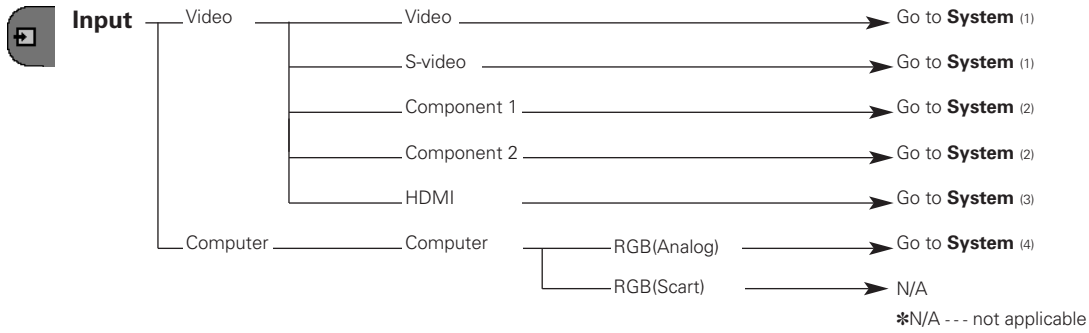 Input Video Video Go to System (1)
S-video Go to System (1)
Component 1 Go to System (2)
Component 2 Go to System (2)
HDMI Go to System (3)
Computer Computer RGB(Analog) Go to System (4)
RGB(Scart) N/A
✽N/A - - - not applicable